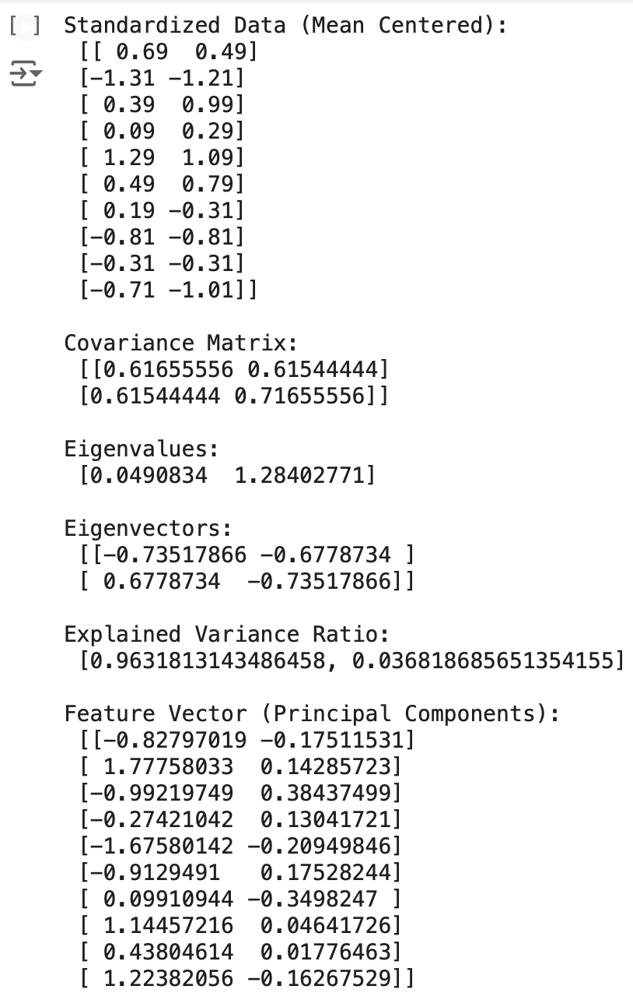 [ ] Standardized Data (Mean Centered):
[[ 0.69  0.49]
[-1.31 -1.21]
[ 0.39  0.99]
[ 0.09  0.29]
[ 1.29  1.09]
[ 0.49  0.79]
[ 0.19 -0.31]
[-0.81 -0.81]
[-0.31 -0.31]
[-0.71 -1.01]]
Covariance Matrix:
[[0.61655556 0.61544444]
[0.61544444 0.71655556]]
Eigenvalues:
[0.0490834  1.28402771]
Eigenvectors:
[[-0.73517866 -0.6778734 ]
[ 0.6778734  -0.73517866]]
Explained Variance Ratio:
[0.9631813143486458, 0.036818685651354155]
Feature Vector (Principal Components):
[[-0.82797019 -0.17511531]
[ 1.77758033  0.14285723]
[-0.99219749  0.38437499]
[-0.27421042  0.13041721]
[-1.67580142 -0.20949846]
[-0.9129491   0.17528244]
[ 0.09910944 -0.3498247 ]
[ 1.14457216  0.04641726]
[ 0.43804614  0.01776463]
[ 1.22382056 -0.16267529]]